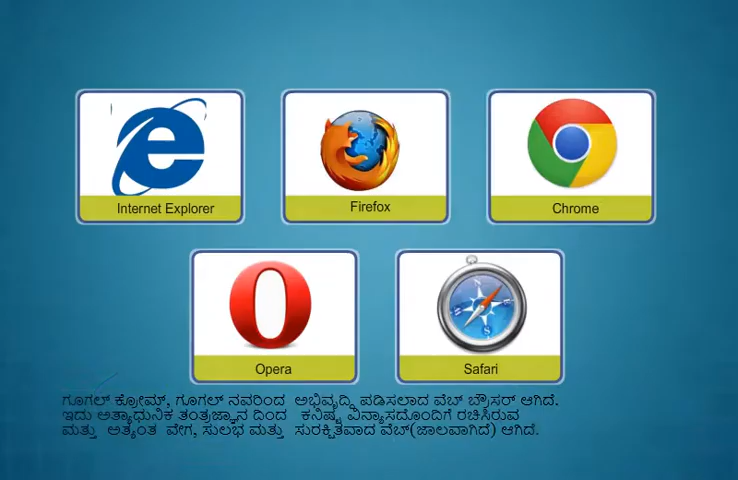 Internet Explorer
Firefox
Chrome
Opera
Safari
ಗೂಗಲ್ ಕ್ರೋಮ್, ಗೂಗಲ್ ನವರಿಂದ ಅಭಿವೃದ್ಧಿ ಪಡಿಸಲಾದ ವೆಬ್ ಬ್ರೌಸರ್ ಆಗಿದೆ.
ಇದು ಅತ್ಯಾಧುನಿಕ ತಂತ್ರಜ್ಞಾನ ದಿಂದ ಕನಿಷ್ಠ ವಿನ್ಯಾಸದೊಂದಿಗೆ ರಚಿಸಿರುವ
ಮತ್ತು ಅತ್ಯಂತ ವೇಗ, ಸುಲಭ ಮತ್ತು ಸುರಕ್ಷಿತವಾದ ವೆಬ್(ಜಾಲವಾಗಿದೆ) ಆಗಿದೆ.